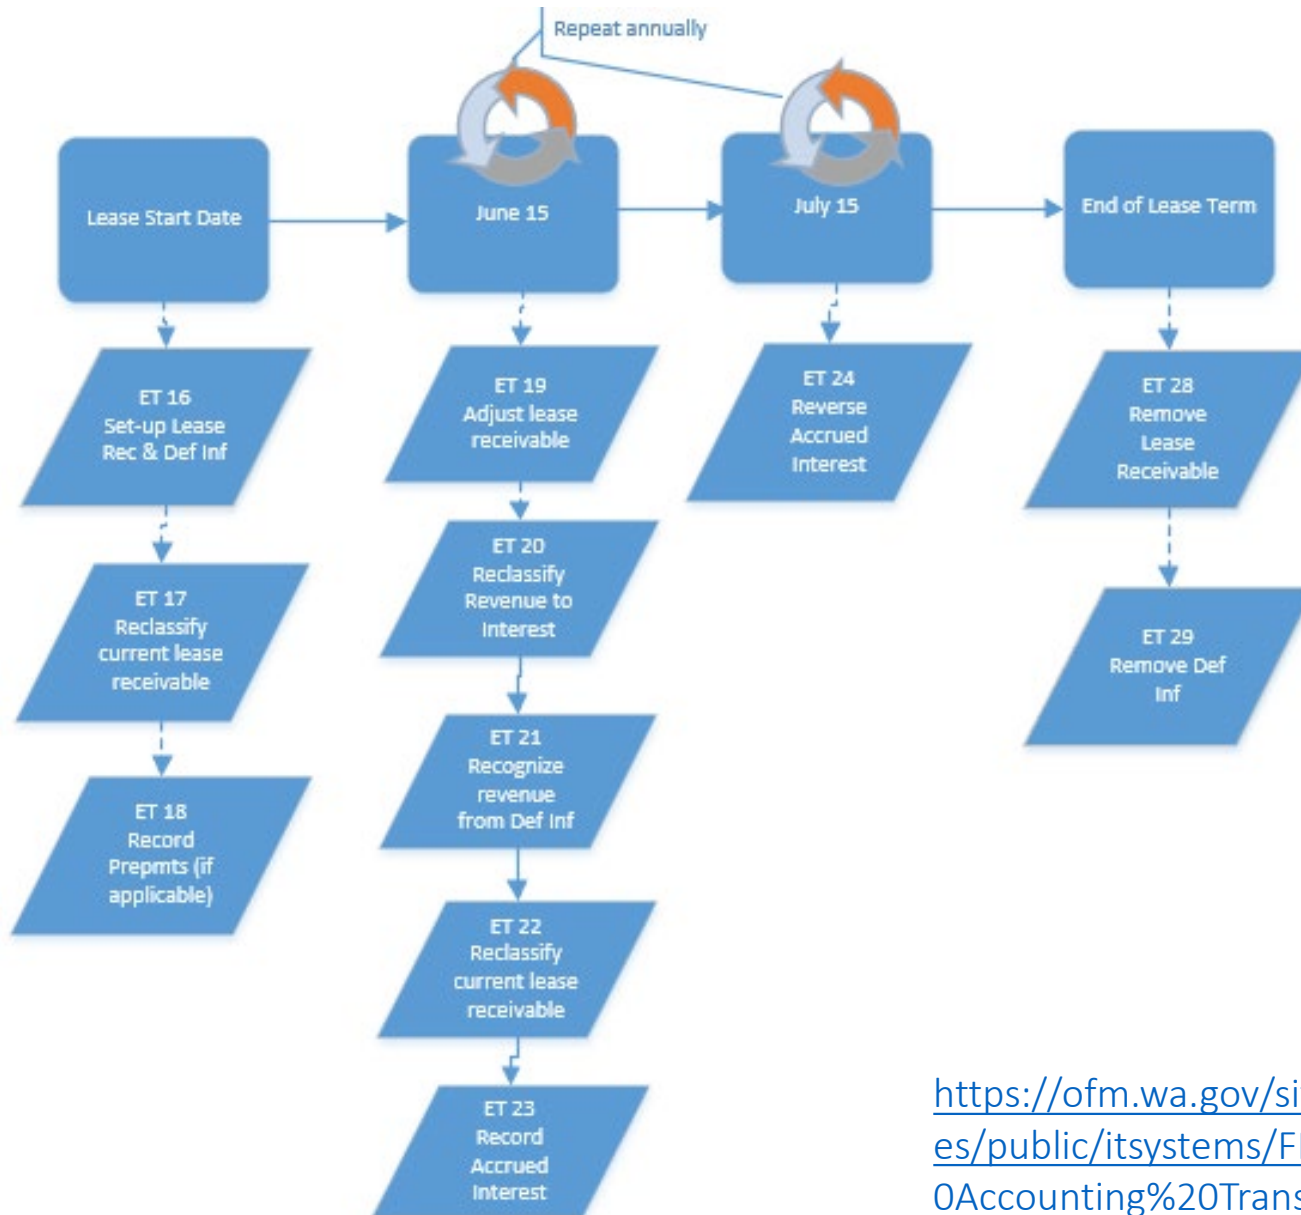 Repeat annually
Lease Start Date
June 15
July 15
End of Lease Term
ET 16
Set-up Lease
Rec & Def Inf
ET 17
Reclassify
current lease
receivable
ET 18
Record
Prepmts (if
applicable)
ET 19
Adjust lease
receivable
ET 20
Reclassify
Revenue to
Interest
ET 21
Recognize
revenue
from Def Inf
ET 22
Reclassify
current lease
receivable
ET 23
Record
Accrued
Interest
ET 24
Reverse
Accrued
Interest
ET 28
Remove
Lease
Receivable
ET 29
Remove Def
Inf
https://ofm.wa.gov/si
es/public/itsystems/F
0Accounting%20Trans